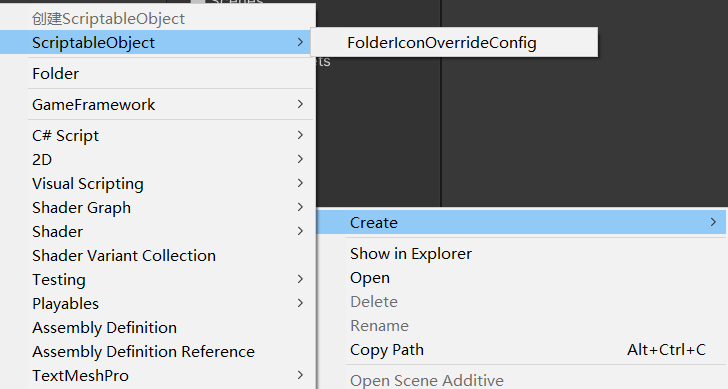 Scenes
创建ScriptableObject
ScriptableObject
FolderIconOverrideConfig
ets
Folder
GameFramework
C# Script
2D
Visual Scripting
Shader Graph
Shader
Shader Variant Collection
Testing
Playables
Assembly Definition
Assembly Definition Reference
TextMeshPro
Create
Show in Explorer
Open
Delete
Rename
Copy Path Alt+Ctrl+C
Open Scene Additive